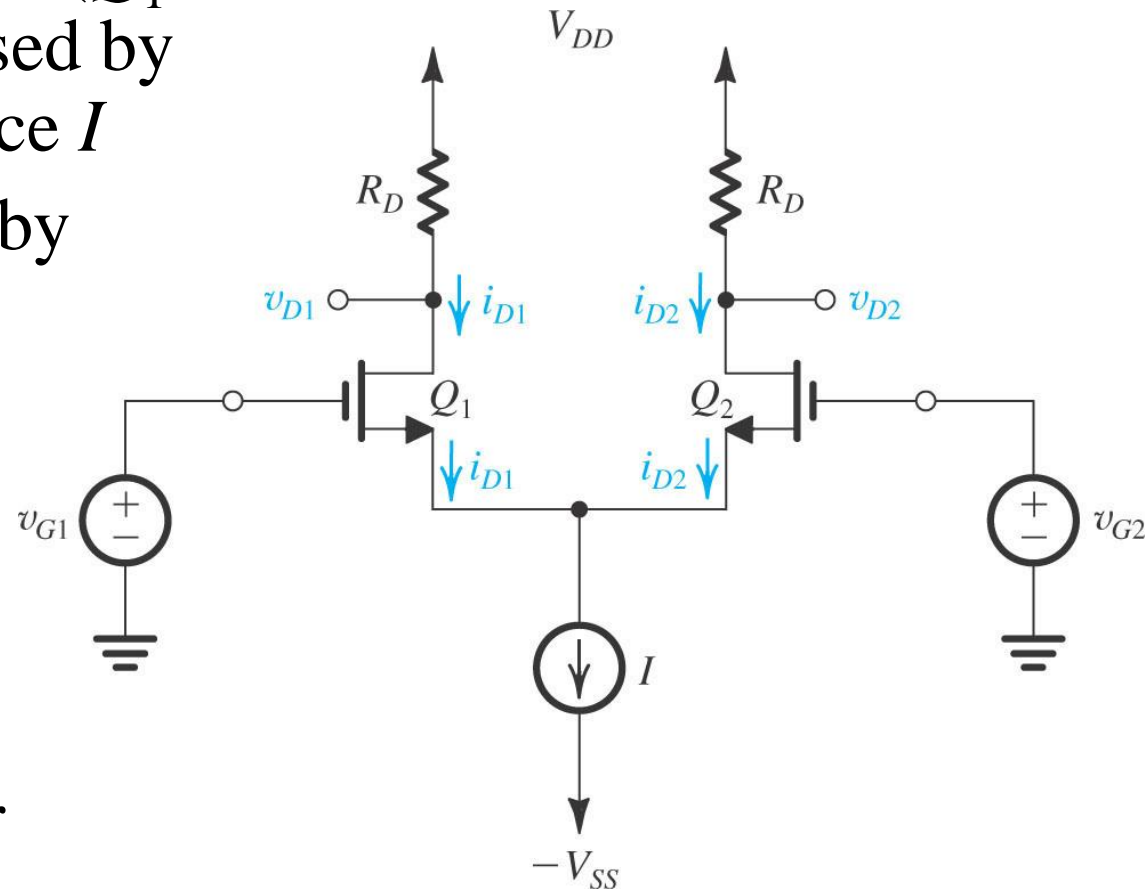 sed by
V_DD
ce I
R_D
R_D
by
v_D1
i_D1
i_D2
v_D2
Q_1
Q_2
i_D1
i_D2
v_G1
+
−
+
−
v_G2
I
.
−V_SS